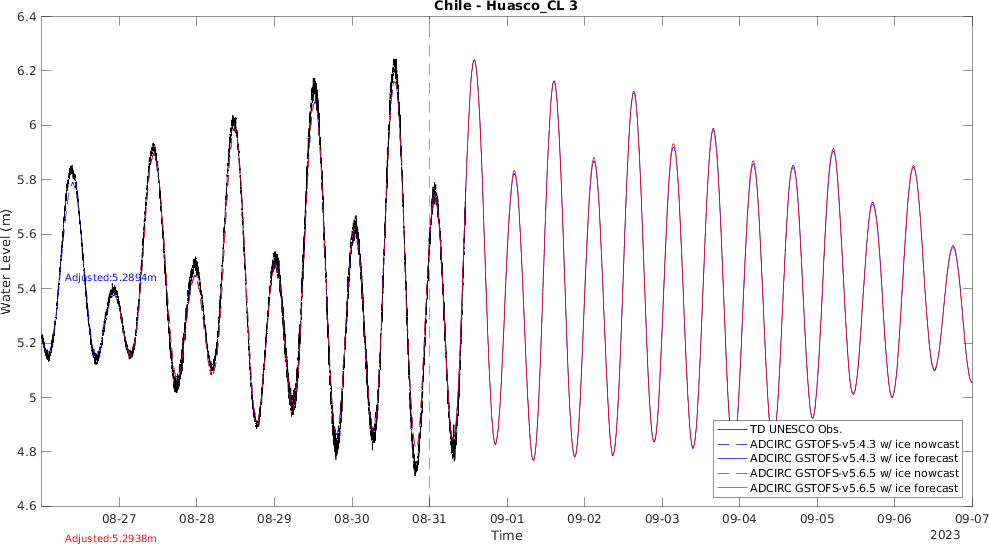 Chile - Huasco_CL 3
6.4
6.2
6
5.8
5.6
5.4
5.2
5
4.8
4.6
Water Level (m)
Adjusted:5.2894m
TD UNESCO Obs.
ADCIRC GSTOFS-v5.4.3 w/ ice nowcast
ADCIRC GSTOFS-v5.4.3 w/ ice forecast
ADCIRC GSTOFS-v5.6.5 w/ ice nowcast
ADCIRC GSTOFS-v5.6.5 w/ ice forecast
08-27 08-28 08-29 08-30 08-31 09-01 09-02 09-03 09-04 09-05 09-06 09-07
Time
2023
Adjusted:5.2938m